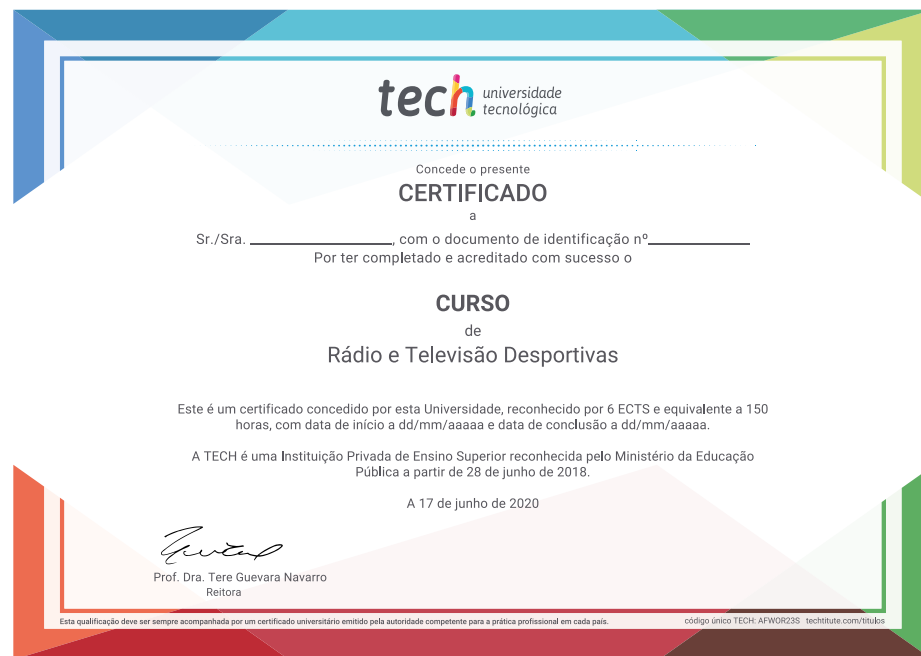 tech universidade
tecnológica
Concede o presente
CERTIFICADO
a
Sr./Sra. ____________, com o documento de identificação nº_________
Por ter completado e acreditado com sucesso o
CURSO
de
Rádio e Televisão Desportivas
Este é um certificado concedido por esta Universidade, reconhecido por 6 ECTS e equivalente a 150
horas, com data de início a dd/mm/aaaaa e data de conclusão a dd/mm/aaaaa.
A TECH é uma Instituição Privada de Ensino Superior reconhecida pelo Ministério da Educação
Pública a partir de 28 de junho de 2018.
A 17 de junho de 2020
Prof. Dra. Tere Guevara Navarro
Reitora
Esta qualificação deve ser sempre acompanhada por um certificado universitário emitido pela autoridade competente para a prática profissional em cada país.
código único TECH: AFWOR23S techtitute.com/titulos